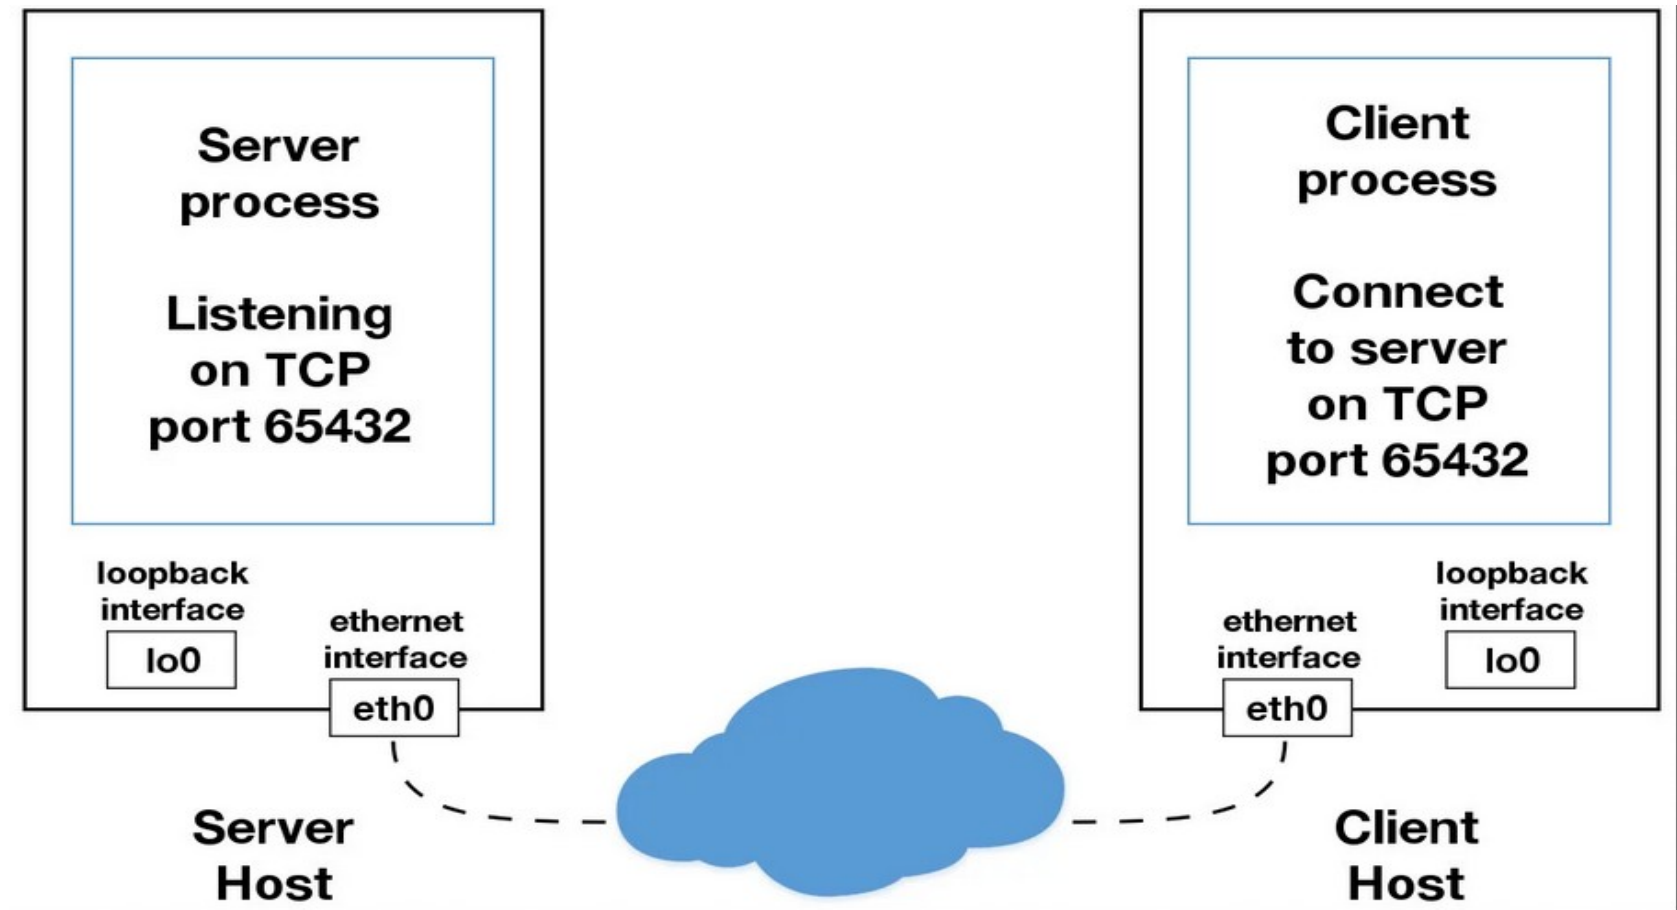 Server
process
Listening
on TCP
port 65432
loopback
interface
lo0
ethernet
interface
eth0
Server
Host
Client
process
Connect
to server
on TCP
port 65432
ethernet
interface
eth0
loopback
interface
lo0
Client
Host